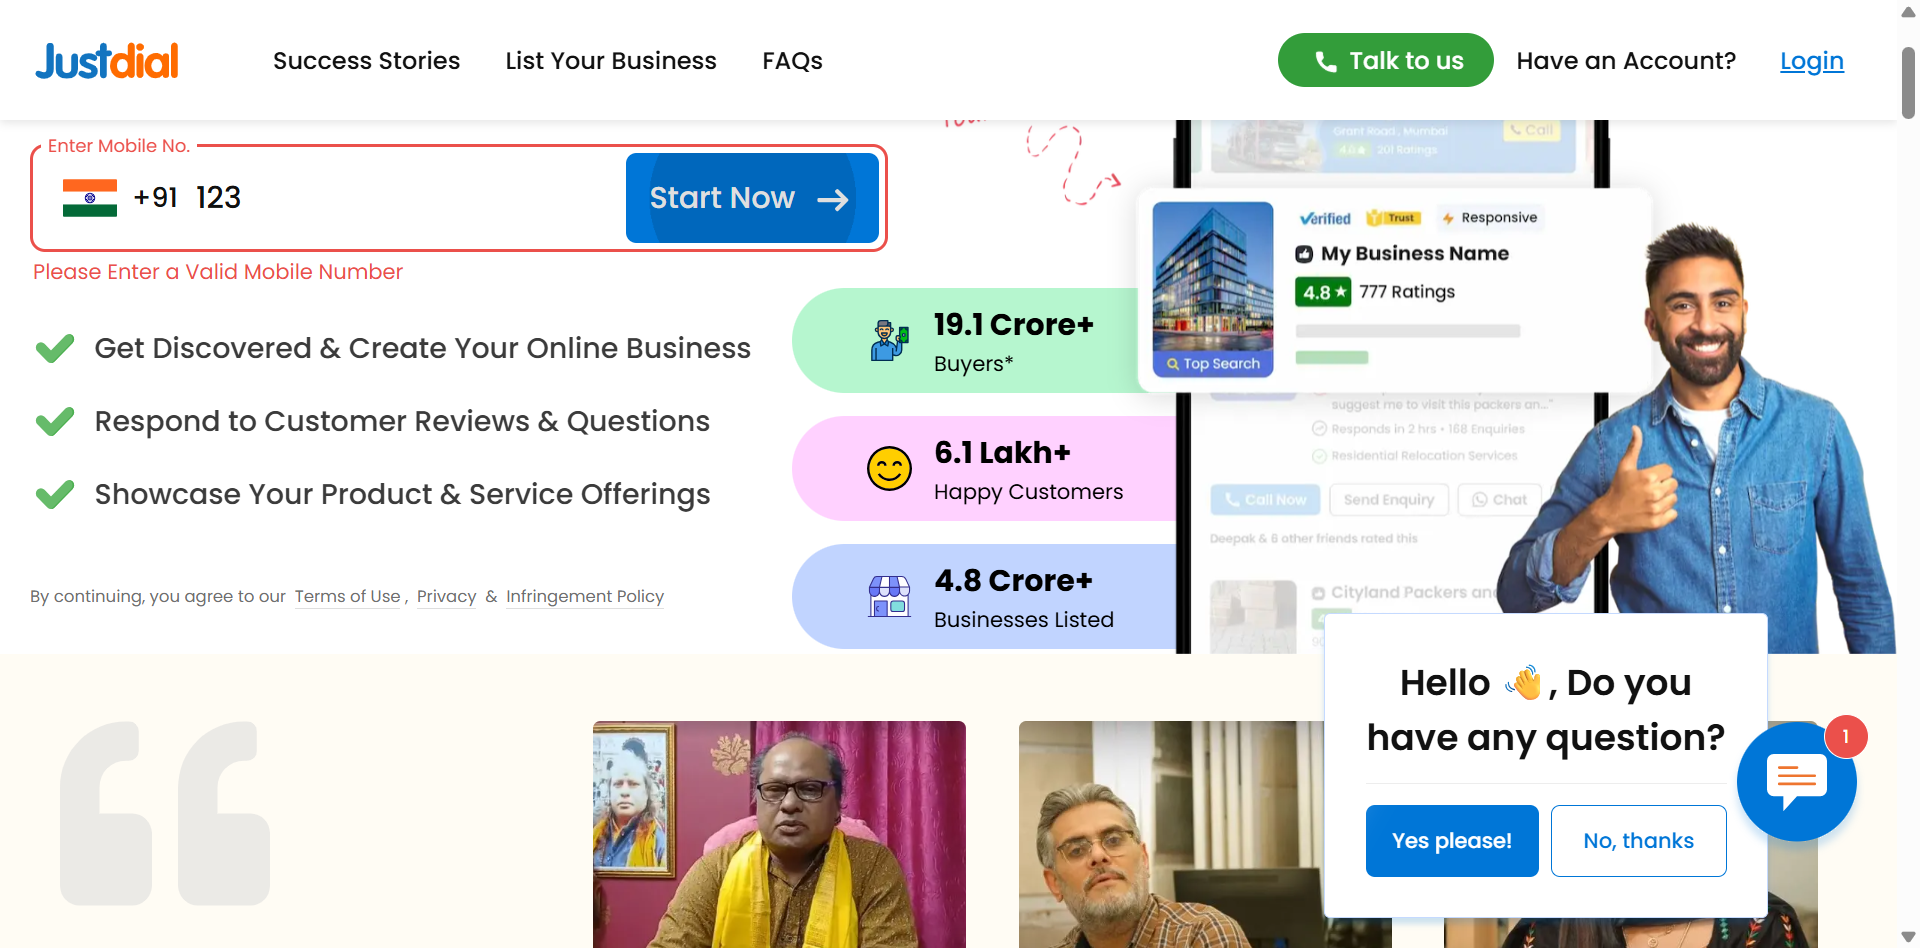 Justdial
Success Stories
List Your Business
FAQs
Talk to us
Have an Account?
Login
Enter Mobile No.
+91 123
Start Now
Please Enter a Valid Mobile Number
Get Discovered & Create Your Online Business
Respond to Customer Reviews & Questions
Showcase Your Product & Service Offerings
By continuing, you agree to our Terms of Use , Privacy & Infringement Policy
19.1 Crore+
Buyers*
6.1 Lakh+
Happy Customers
4.8 Crore+
Businesses Listed
Grant Road, Mumbai
Call
4.0 201 Ratings
Verified
Trust
Responsive
My Business Name
4.8 777 Ratings
Top Search
suggest me to visit this packers an..."
Responds in 2 hrs • 168 Enquiries
Residential Relocation Services
Call Now
Send Enquiry
Chat
Deepak & 6 other friends rated this
Cityland Packers and
Hello 👋, Do you
have any question?
Yes please!
No, thanks
1